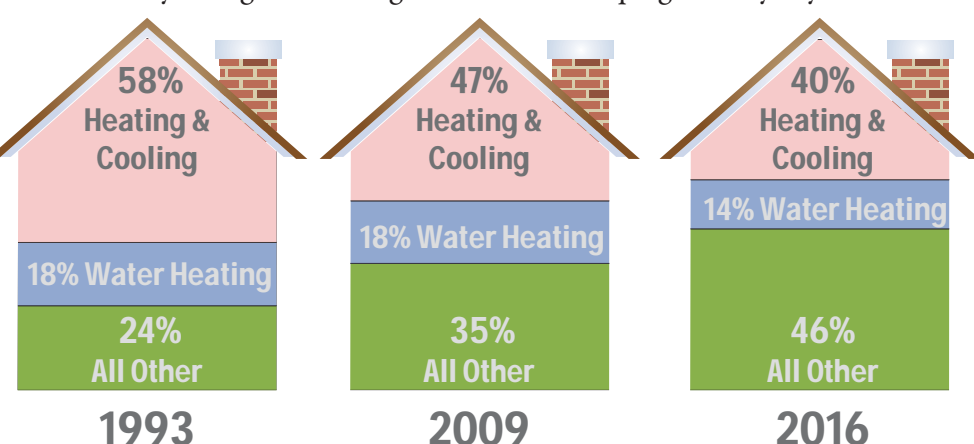 58%
Heating &
Cooling
18% Water Heating
24%
All Other
1993
47%
Heating &
Cooling
18% Water Heating
35%
All Other
2009
40%
Heating &
Cooling
14% Water Heating
46%
All Other
2016